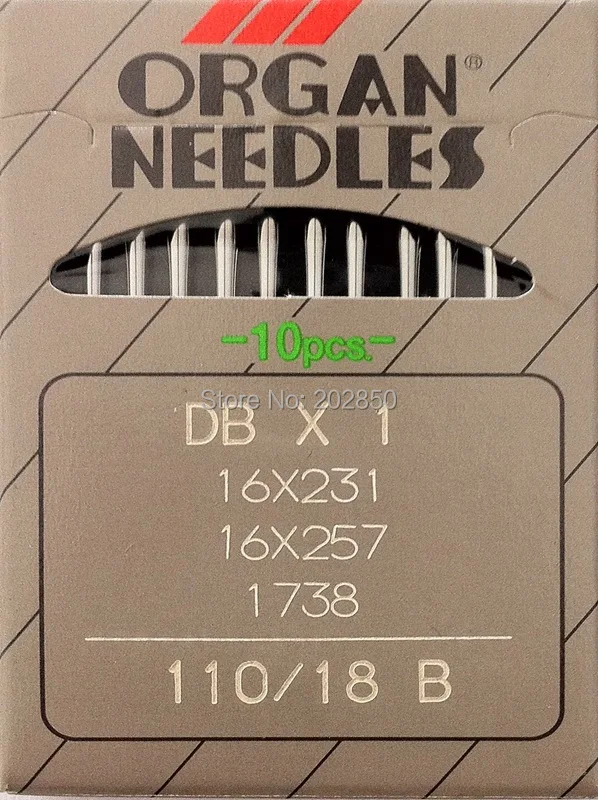 ORGAN®
NEEDLES
-10pcs.-
Store No: 202850
DB X 1
16X231
16X257
1738
110/18 B